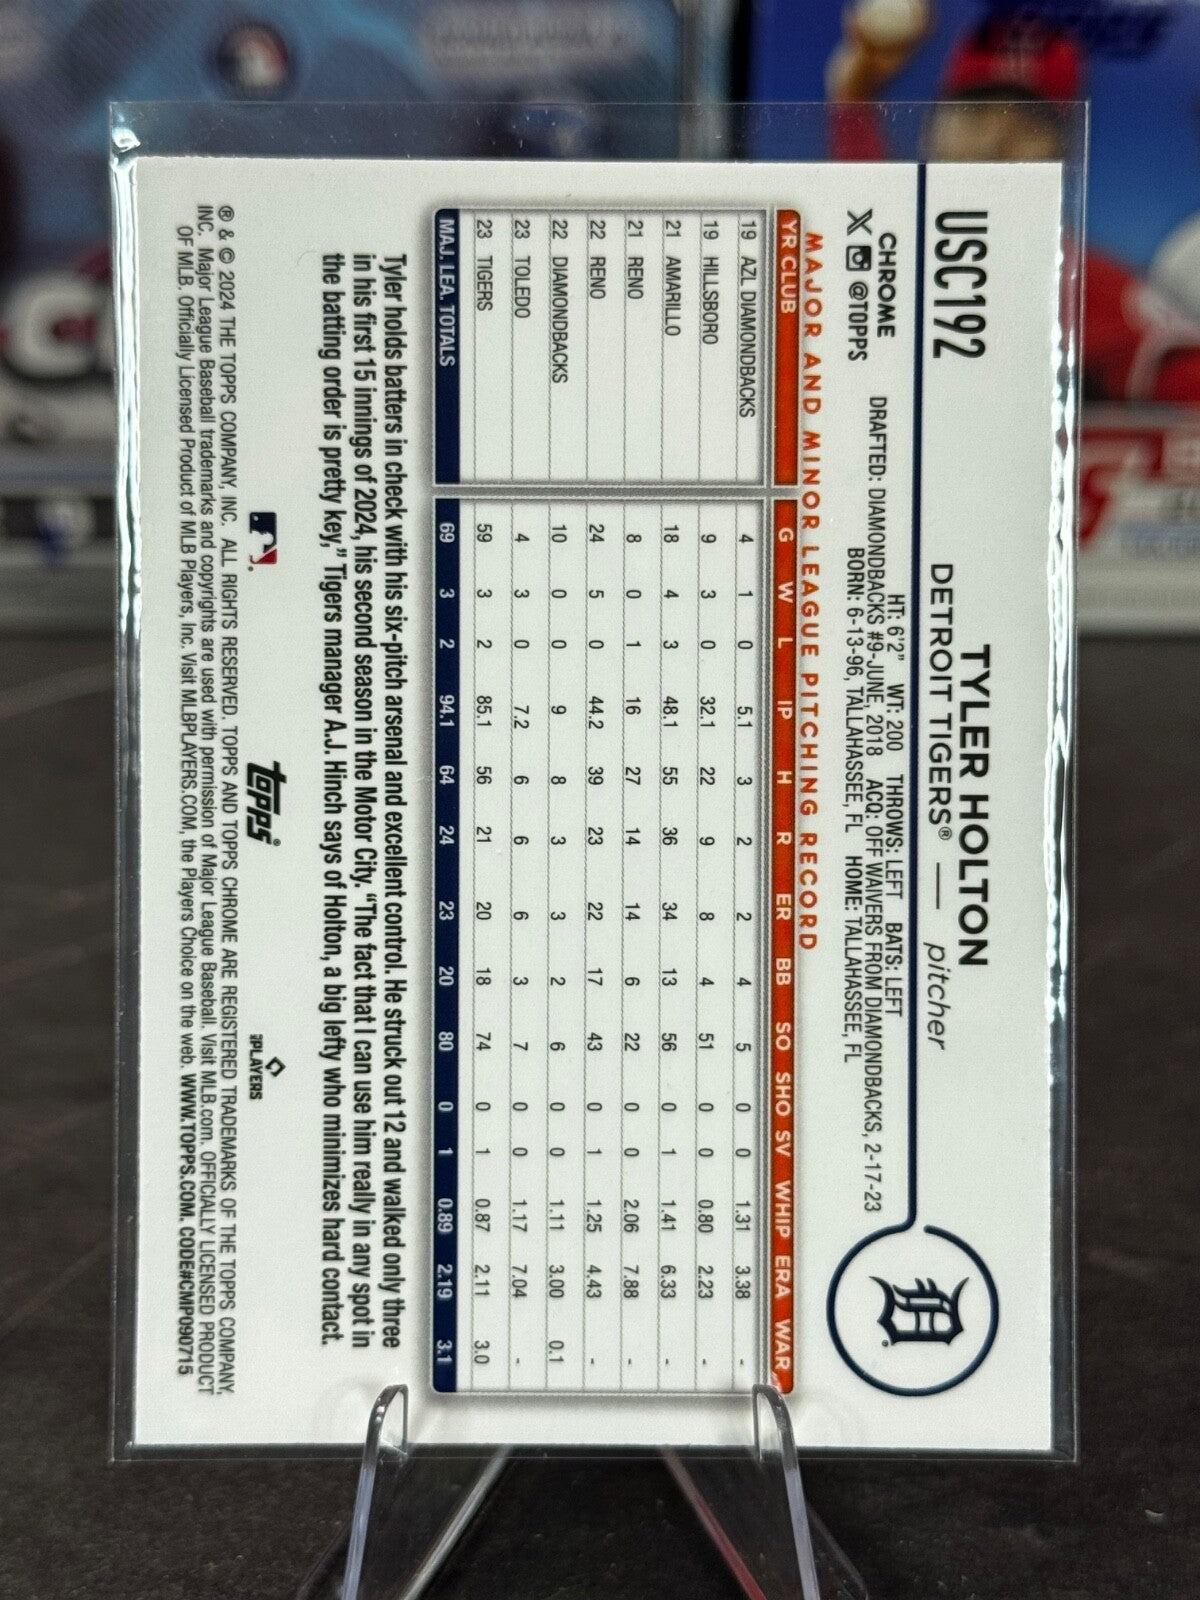 USC192
TYLER HOLTON
DETROIT TIGERS® — pitcher
CHROME
X @TOPPS
HT: 6'2" WT: 200 THROWS: LEFT BATS: LEFT
DRAFTED: DIAMONDBACKS #9-JUNE, 2018 ACQ: OFF WAIVERS FROM DIAMONDBACKS, 2-17-23
BORN: 6-13-96, TALLAHASSEE, FL HOME: TALLAHASSEE, FL
D
MAJOR AND MINOR LEAGUE PITCHING RECORD
YR CLUB G W L IP H R ER BB SO SHO SV WHIP ERA WAR
19 AZL DIAMONDBACKS 4 1 0 5.1 3 2 2 4 5 0 0 1.31 3.38 -
19 HILLSBORO 9 3 0 32.1 22 9 8 4 51 0 0 0.80 2.23 -
21 AMARILLO 18 4 3 48.1 55 36 34 13 56 0 1 1.41 6.33 -
21 RENO 8 0 1 16 27 14 14 6 22 0 0 2.06 7.88 -
22 RENO 24 5 0 44.2 39 23 22 17 43 0 1 1.25 4.43 -
22 DIAMONDBACKS 10 0 0 9 8 3 3 2 6 0 0 1.11 3.00 0.1
23 TOLEDO 4 3 0 7.2 6 6 6 3 7 0 0 1.17 7.04 -
23 TIGERS 59 3 2 85.1 56 21 20 18 74 0 1 0.87 2.11 3.0
MAJ. LEA. TOTALS 69 3 2 94.1 64 24 23 20 80 0 1 0.89 2.19 3.1
Tyler holds batters in check with his six-pitch arsenal and excellent control. He struck out 12 and walked only three
in his first 15 innings of 2024, his second season in the Motor City. “The fact that I can use him really in any spot in
the batting order is pretty key,” Tigers manager A.J. Hinch says of Holton, a big lefty who minimizes hard contact.
topps®
PLAYERS
® & © 2024 THE TOPPS COMPANY, INC. ALL RIGHTS RESERVED. TOPPS AND TOPPS CHROME ARE REGISTERED TRADEMARKS OF THE TOPPS COMPANY,
INC. Major League Baseball trademarks and copyrights are used with permission of Major League Baseball. Visit MLB.com. OFFICIALLY LICENSED PRODUCT
OF MLB. Officially Licensed Product of MLB Players, Inc. Visit MLBPLAYERS.COM, the Players Choice on the web. WWW.TOPPS.COM. CODE#CMP090715